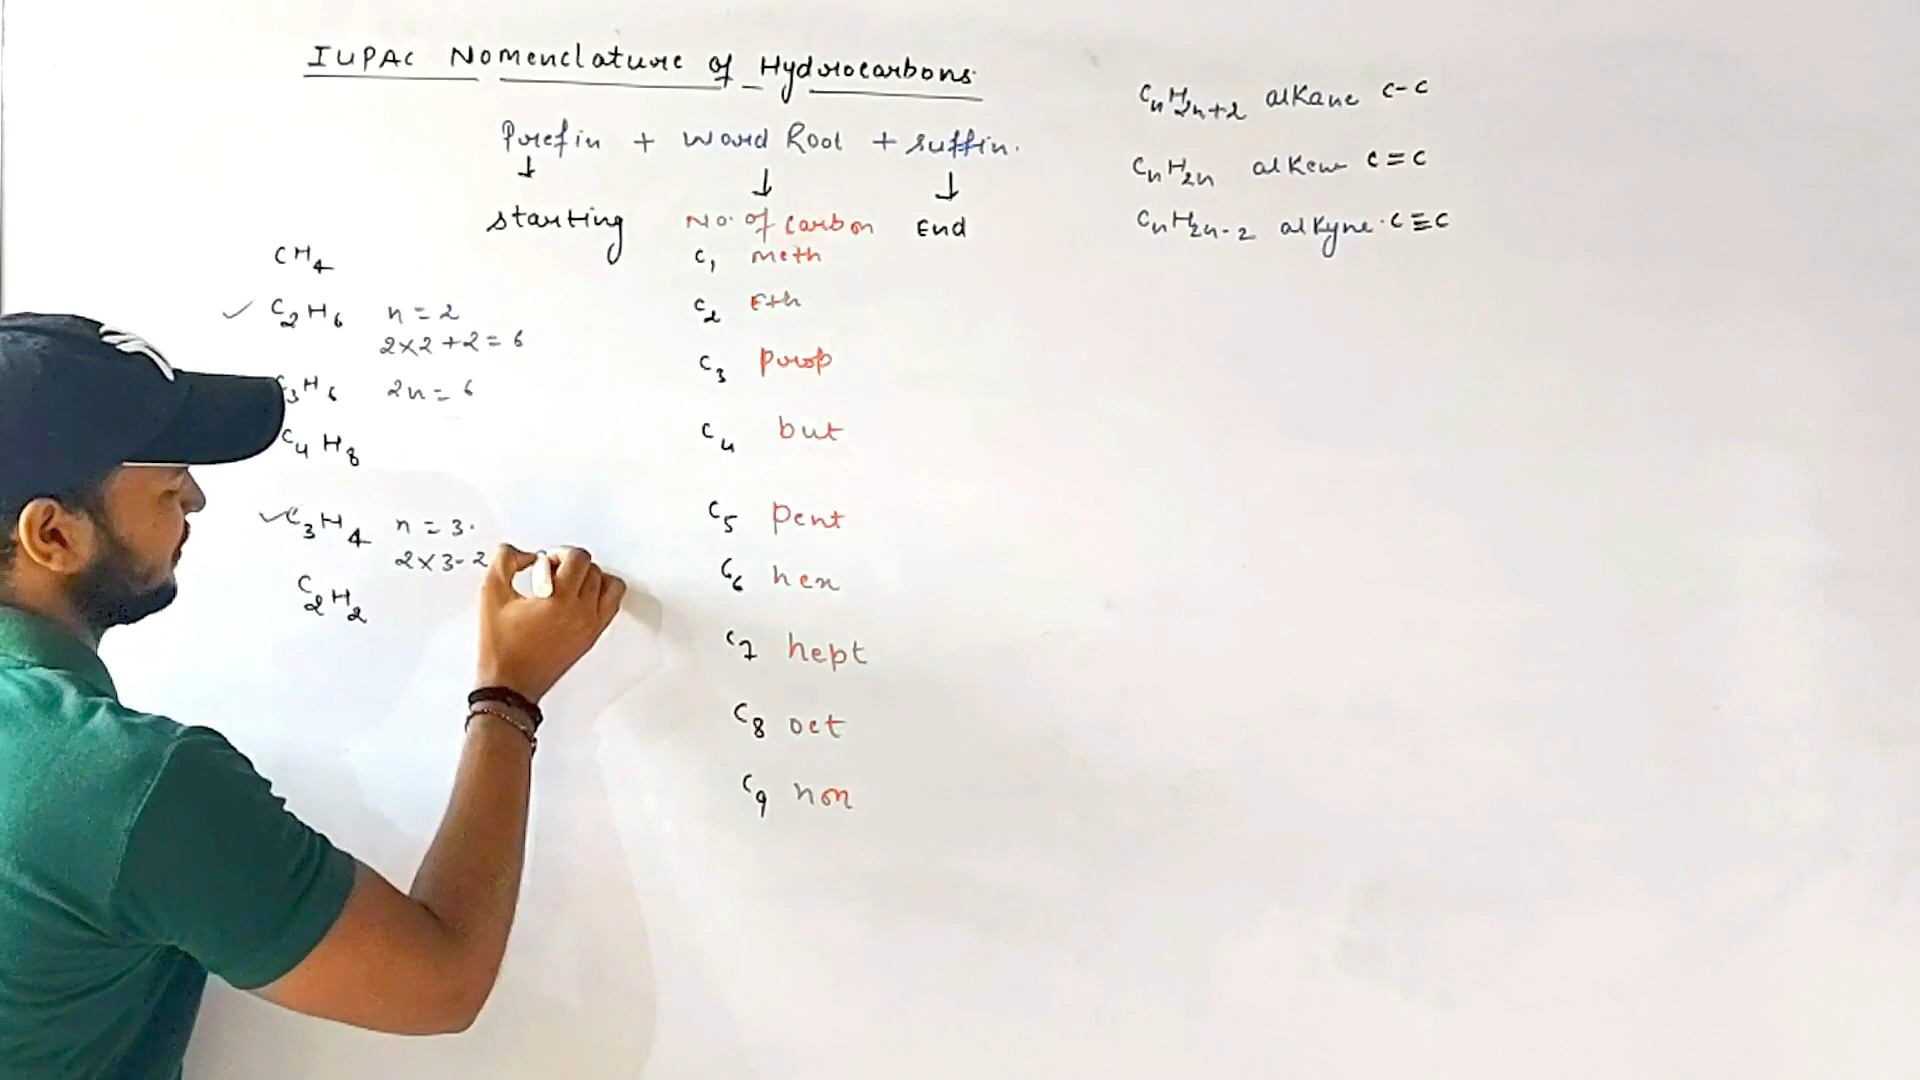 IUPAC Nomenclature of Hydrocarbons.
Prefix + Word Root + suffix.
↓ ↓ ↓
starting No. of carbon End
C1 meth
C2 Eth
C3 prop
C4 but
C5 pent
C6 hex
C7 hept
C8 oct
C9 non
CH4
✓ C2H6 n = 2
2×2+2 = 6
C3H6 2n = 6
C4H8
✓ C3H4 n = 3.
2×3-2
C2H2
CnH2n+2 alkane C-C
CnH2n alkene C=C
CnH2n-2 alkyne. C≡C